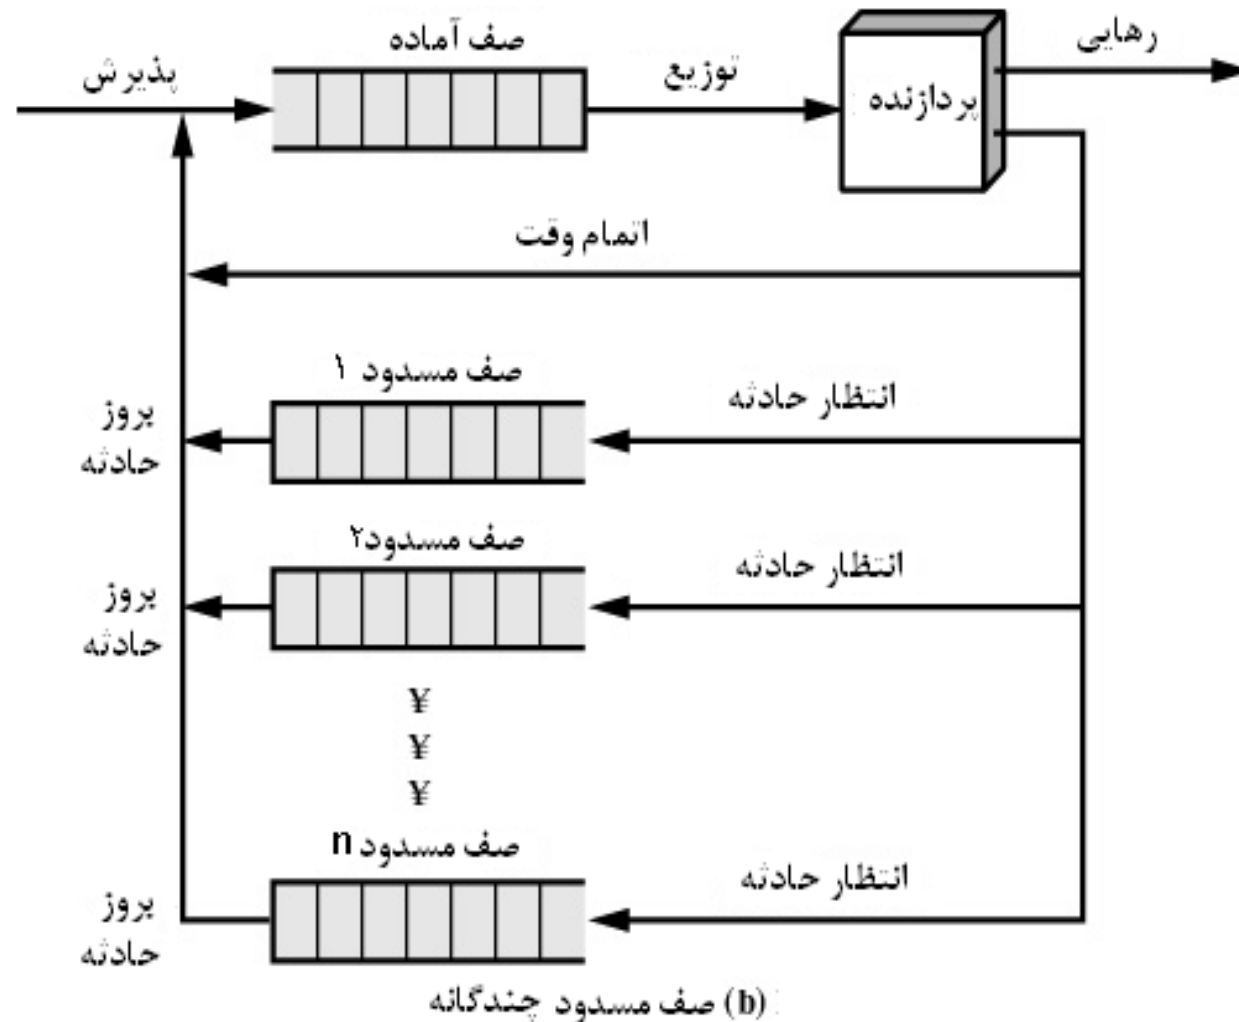 صف آماده
رهایی
پذیرش
توزیع
پردازنده
اتمام وقت
صف مسدود ۱
انتظار حادثه
بروز
حادثه
صف مسدود۲
انتظار حادثه
بروز
حادثه
¥
¥
¥
صف مسدود n
انتظار حادثه
بروز
حادثه
(b) صف مسدود چندگانه